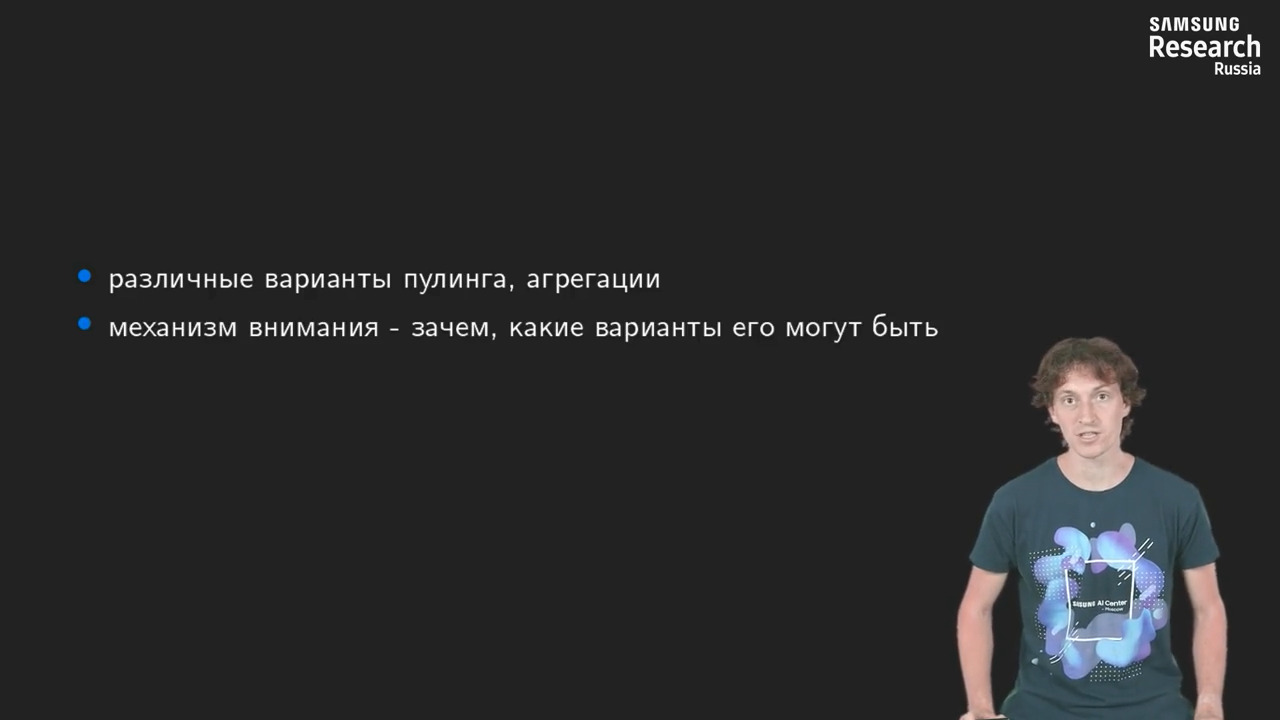 SAMSUNG
Research
Russia
различные варианты пулинга, агрегации
механизм внимания - зачем, какие варианты его могут быть
SAMSUNG AI Center
- Moscow